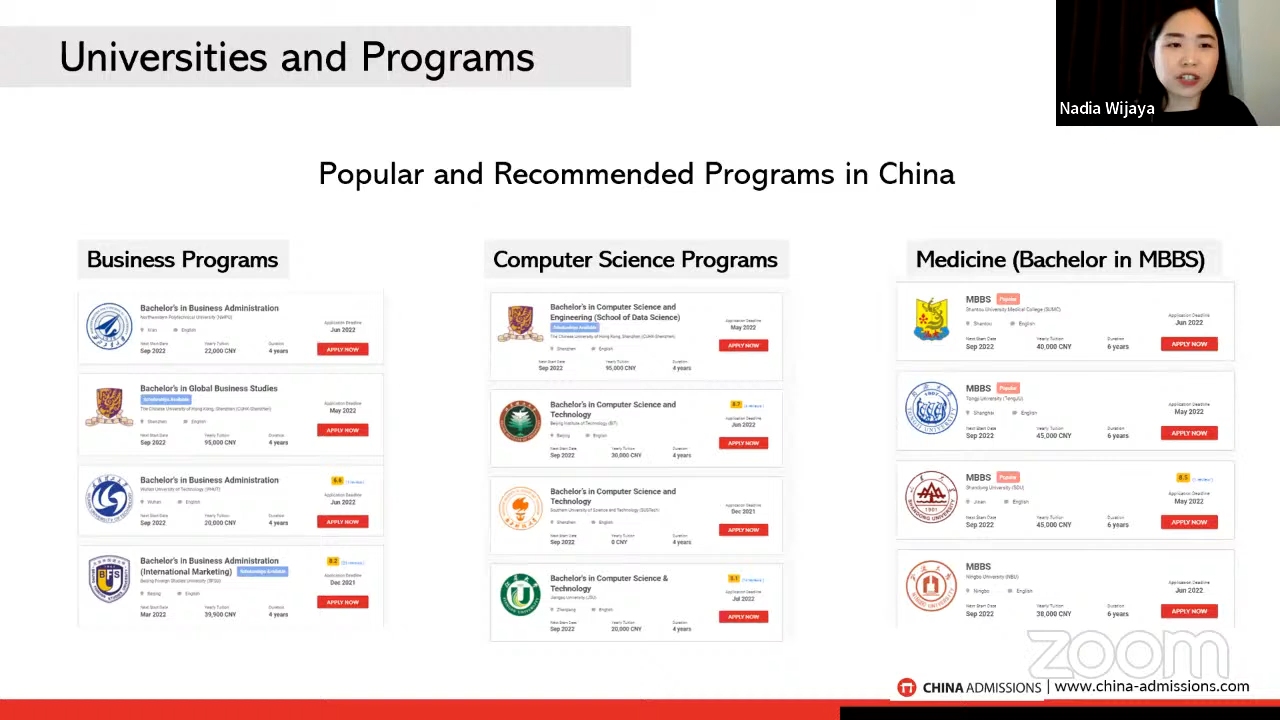 Universities and Programs
Nadia Wijaya
Popular and Recommended Programs in China
Business Programs
Bachelor's in Business Administration
Northwestern Polytechnical University (NWPU)
Xian English
Application Deadline
Jun 2022
Next Start Date Yearly Tuition Duration
Sep 2022 22,000 CNY 4 years
APPLY NOW
Bachelor's in Global Business Studies
Scholarships Available
The Chinese University of Hong Kong, Shenzhen (CUHK-Shenzhen)
Shenzhen English
Application Deadline
May 2022
Next Start Date Yearly Tuition Duration
Sep 2022 95,000 CNY 4 years
APPLY NOW
Bachelor's in Business Administration
Wuhan University of Technology (WHUT)
Wuhan English
Application Deadline
Jun 2022
Next Start Date Yearly Tuition Duration
Sep 2022 20,000 CNY 4 years
APPLY NOW
Bachelor's in Business Administration
(International Marketing) Scholarships Available
Beijing Foreign Studies University (BFSU)
Beijing English
8.2
Application Deadline
Dec 2021
Next Start Date Yearly Tuition Duration
Mar 2022 39,900 CNY 4 years
APPLY NOW
Computer Science Programs
Bachelor's in Computer Science and
Engineering (School of Data Science)
Scholarships Available
The Chinese University of Hong Kong, Shenzhen (CUHK-Shenzhen)
Shenzhen English
Application Deadline
May 2022
Next Start Date Yearly Tuition Duration
Sep 2022 95,000 CNY 4 years
APPLY NOW
Bachelor's in Computer Science and
Technology
Beijing Institute of Technology (BIT)
Beijing English
8.7
Application Deadline
Jun 2022
Next Start Date Yearly Tuition Duration
Sep 2022 30,000 CNY 4 years
APPLY NOW
Bachelor's in Computer Science and
Technology
Southern University of Science and Technology (SUSTech)
Shenzhen English
Application Deadline
Dec 2021
Next Start Date Yearly Tuition Duration
Sep 2022 0 CNY 4 years
APPLY NOW
Bachelor's in Computer Science &
Technology
Jiangsu University (JSU)
Zhenjiang English
Application Deadline
Jul 2022
Next Start Date Yearly Tuition Duration
Sep 2022 20,000 CNY 4 years
APPLY NOW
Medicine (Bachelor in MBBS)
MBBS Popular
Shantou University Medical College (SUMC)
Shantou English
Application Deadline
Jun 2022
Next Start Date Yearly Tuition Duration
Sep 2022 40,000 CNY 6 years
APPLY NOW
MBBS Popular
Tongji University (Tongji)
Shanghai English
Application Deadline
May 2022
Next Start Date Yearly Tuition Duration
Sep 2022 45,000 CNY 6 years
APPLY NOW
MBBS Popular
Shandong University (SDU)
Jinan English
8.5
Application Deadline
May 2022
Next Start Date Yearly Tuition Duration
Sep 2022 45,000 CNY 6 years
APPLY NOW
MBBS
Ningbo University (NBU)
Ningbo English
Application Deadline
Jun 2022
Next Start Date Yearly Tuition Duration
Sep 2022 38,000 CNY 6 years
APPLY NOW
zoom
CHINA ADMISSIONS | www.china-admissions.com